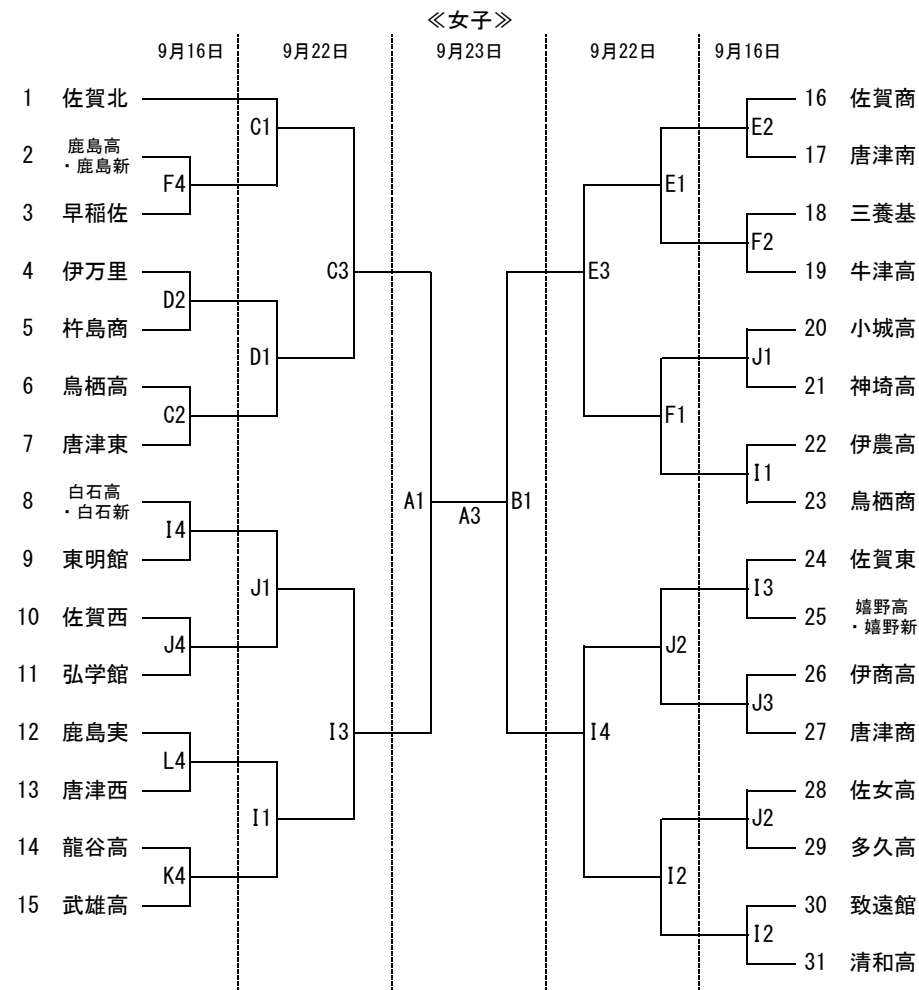 ≪女子≫
9月16日 9月22日 9月23日 9月22日 9月16日
1 佐賀北
2 鹿島高
・鹿島新
3 早稲佐
4 伊万里
5 杵島商
6 鳥栖高
7 唐津東
8 白石高
・白石新
9 東明館
10 佐賀西
11 弘学館
12 鹿島実
13 唐津西
14 龍谷高
15 武雄高
F4
D2
C2
I4
J4
L4
K4
C1
D1
J1
I1
C3
I3
A1
A3
B1
E3
I4
E1
F1
J2
I2
E2
F2
J1
I1
I3
J3
J2
I2
16 佐賀商
17 唐津南
18 三養基
19 牛津高
20 小城高
21 神埼高
22 伊農高
23 鳥栖商
24 佐賀東
25 嬉野高
・嬉野新
26 伊商高
27 唐津商
28 佐女高
29 多久高
30 致遠館
31 清和高